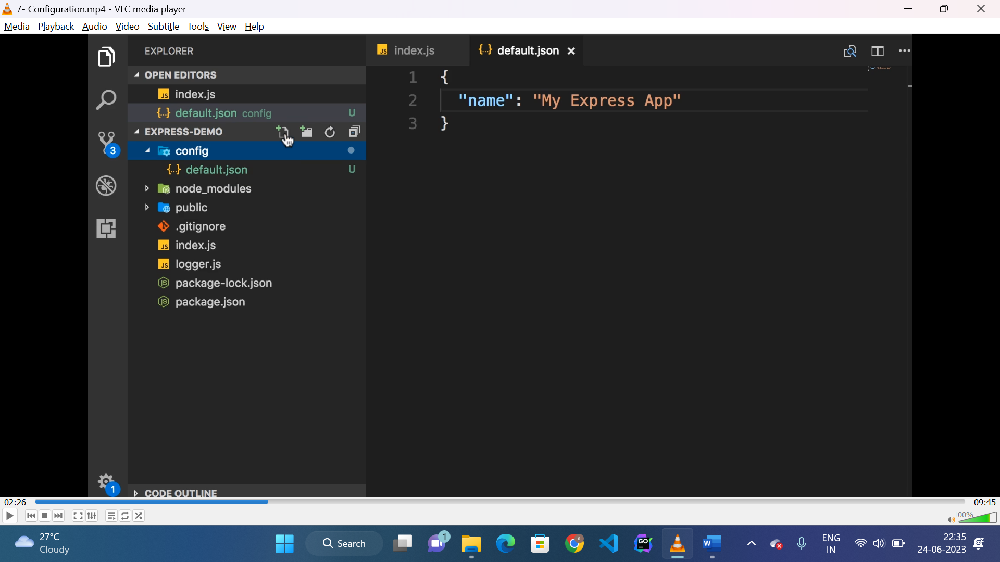 7- Configuration.mp4 - VLC media player
Media Playback Audio Video Subtitle Tools View Help
EXPLORER
OPEN EDITORS
index.js
default.json config U
EXPRESS-DEMO
config
default.json U
node_modules
public
.gitignore
index.js
logger.js
package-lock.json
package.json
CODE OUTLINE
3
1
index.js
default.json
1 {
2 "name": "My Express App"
3 }
02:26
09:45
100%
27°C
Cloudy
Search
1
GO
ENG
IN
22:35
24-06-2023